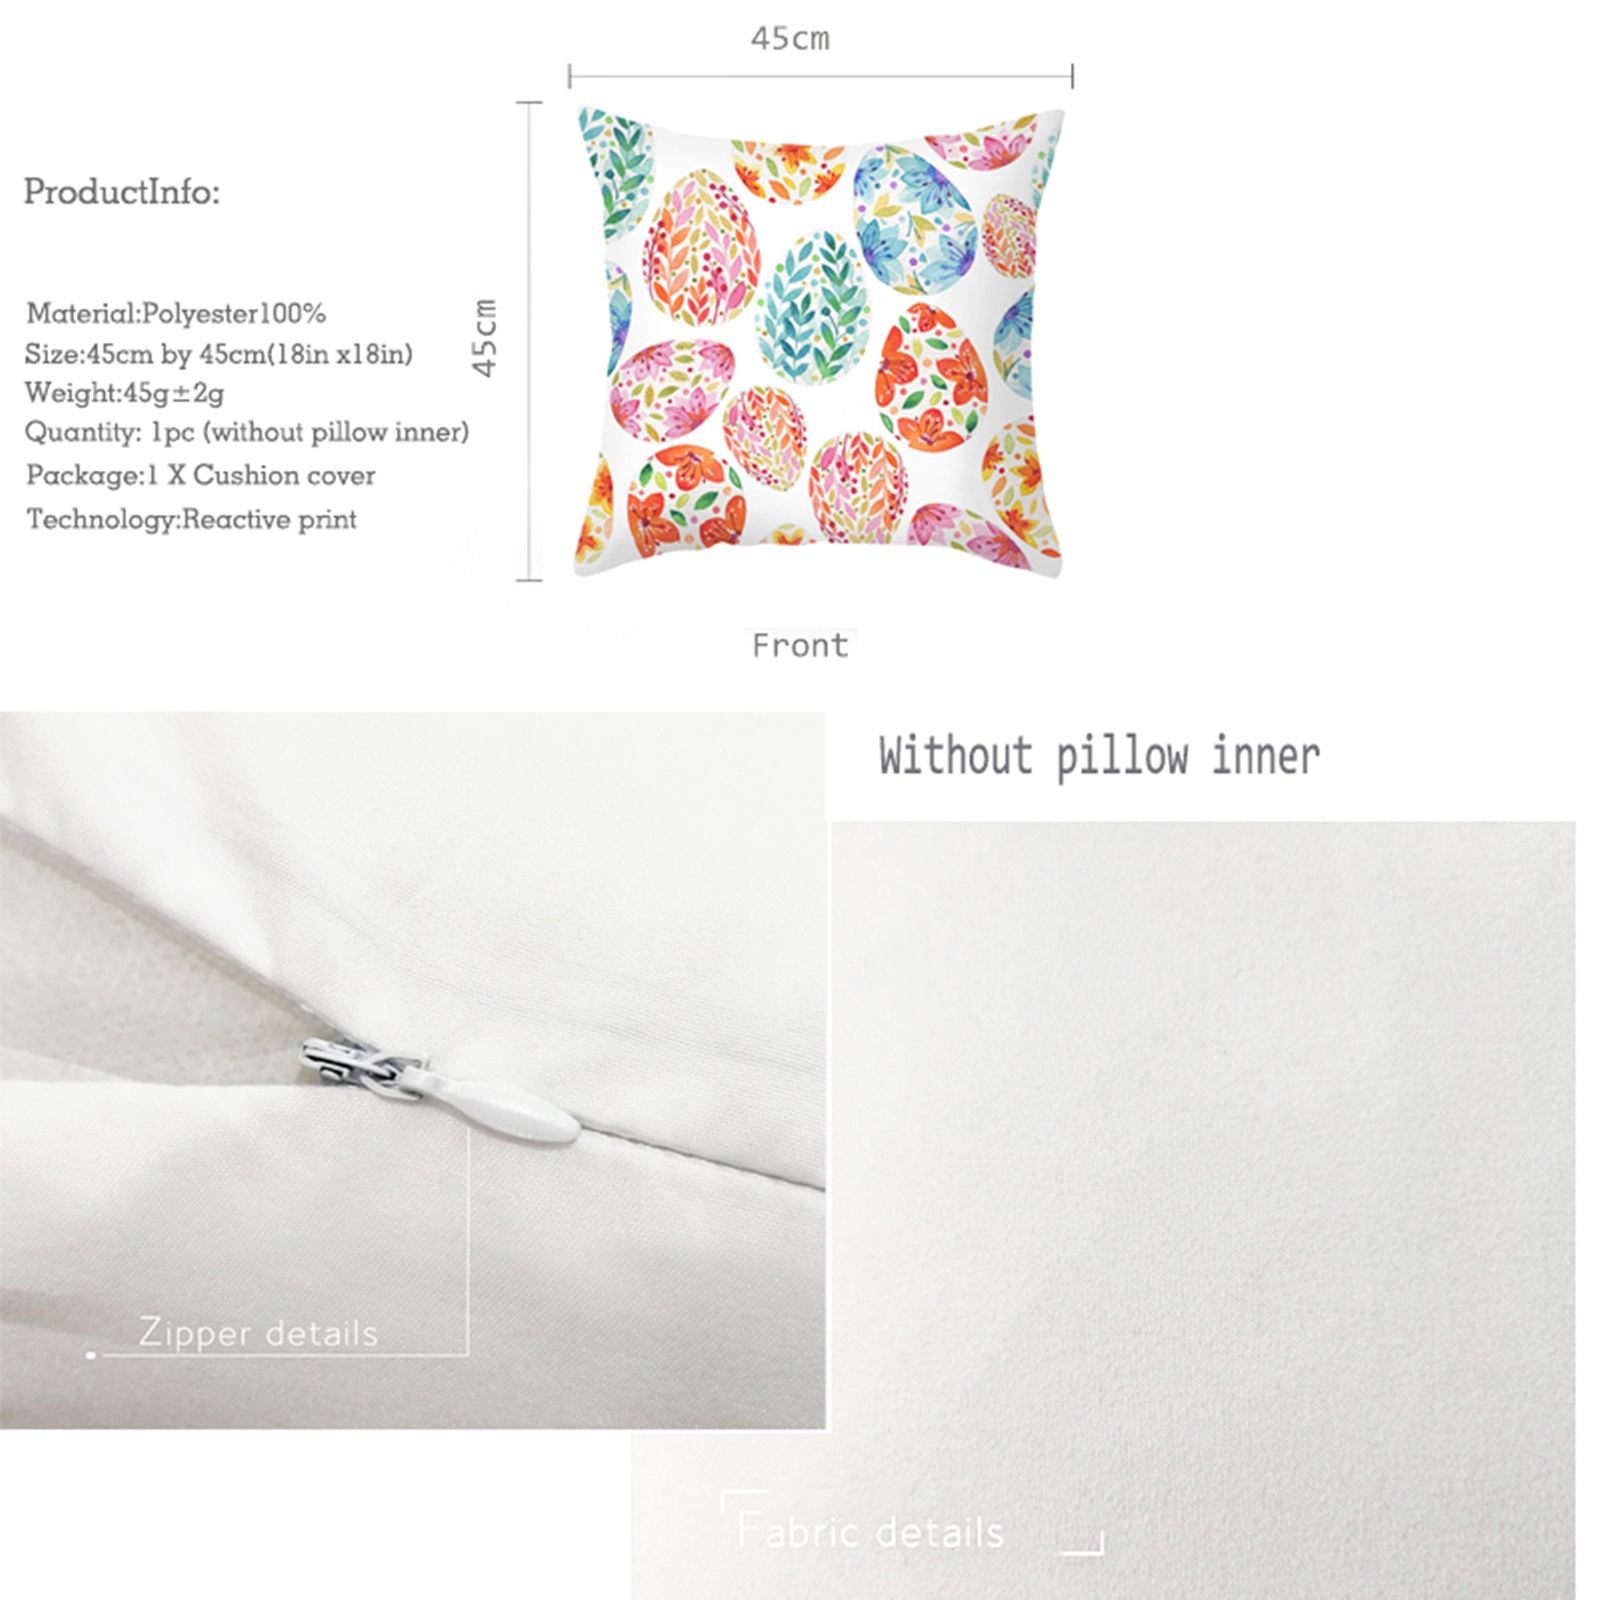 45cm
ProductInfo:
45cm
Material:Polyester100%
Size:45cm by 45cm(18in x18in)
Weight:45g±2g
Quantity: 1pc (without pillow inner)
Package:1 X Cushion cover
Technology:Reactive print
Front
Without pillow inner
Zipper details
Fabric details